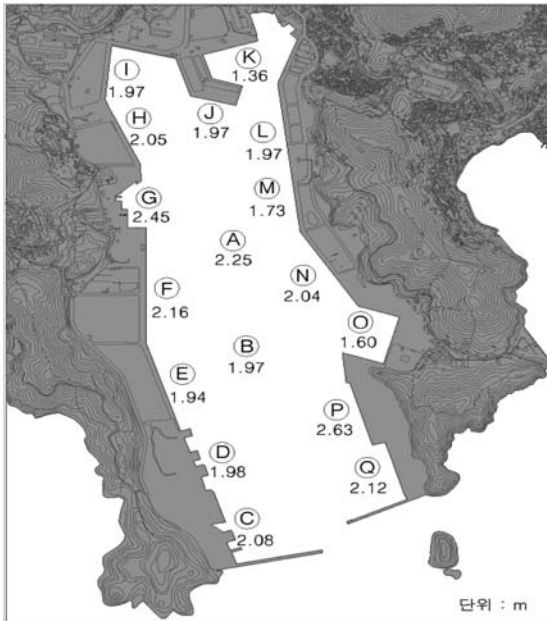 K
1.36
I
1.97
J
1.97
H
2.05
L
1.97
M
1.73
G
2.45
A
2.25
N
2.04
F
2.16
O
1.60
B
1.97
E
1.94
P
2.63
D
1.98
Q
2.12
C
2.08
단위 : m